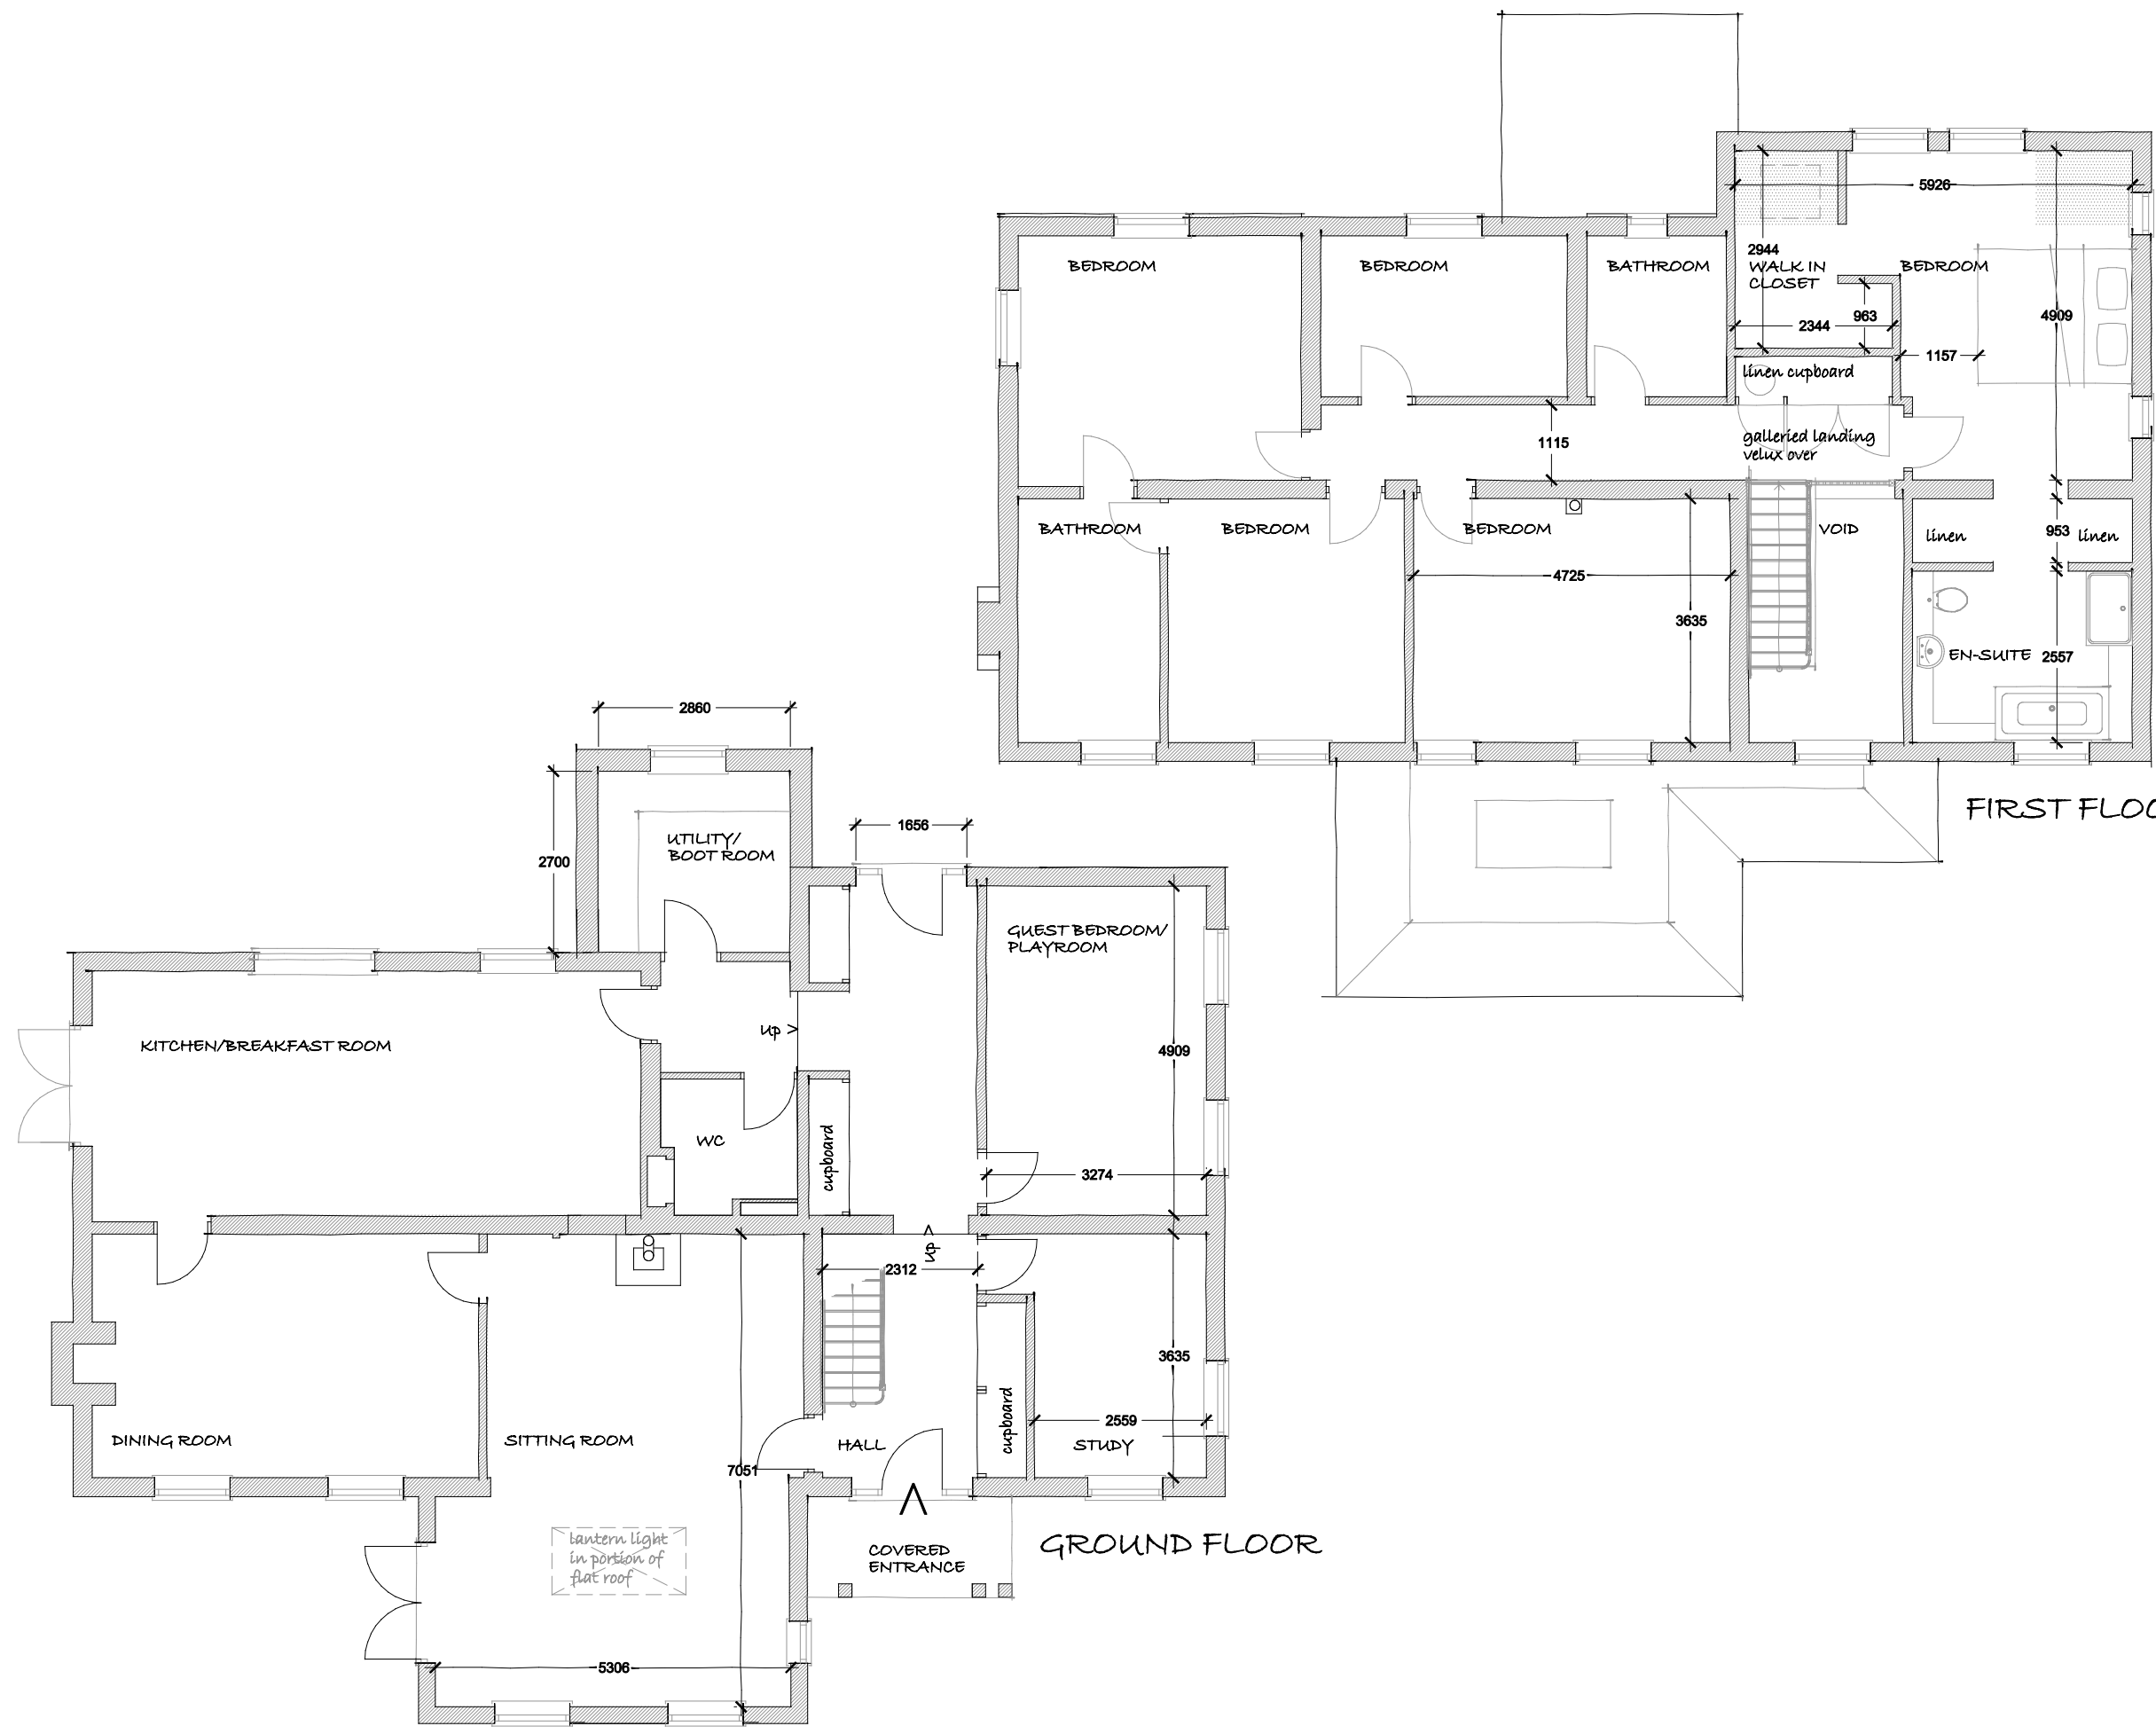 5926
2944
BEDROOM
BEDROOM
BATHROOM
WALK IN
CLOSET
BEDROOM
963
2344
4909
1157
linen cupboard
1115
galleried landing
velux over
BATHROOM
BEDROOM
BEDROOM
VOID
linen
953
linen
4725
3635
EN-SUITE
2557
FIRST FLOO
2860
1656
2700
UTILITY/
BOOT ROOM
GUEST BEDROOM/
PLAYROOM
KITCHEN/BREAKFAST ROOM
Up >
4909
WC
cupboard
3274
Up >
2312
3635
cupboard
2559
DINING ROOM
SITTING ROOM
HALL
STUDY
7051
lantern light
in portion of
flat roof
COVERED
ENTRANCE
GROUND FLOOR
5306